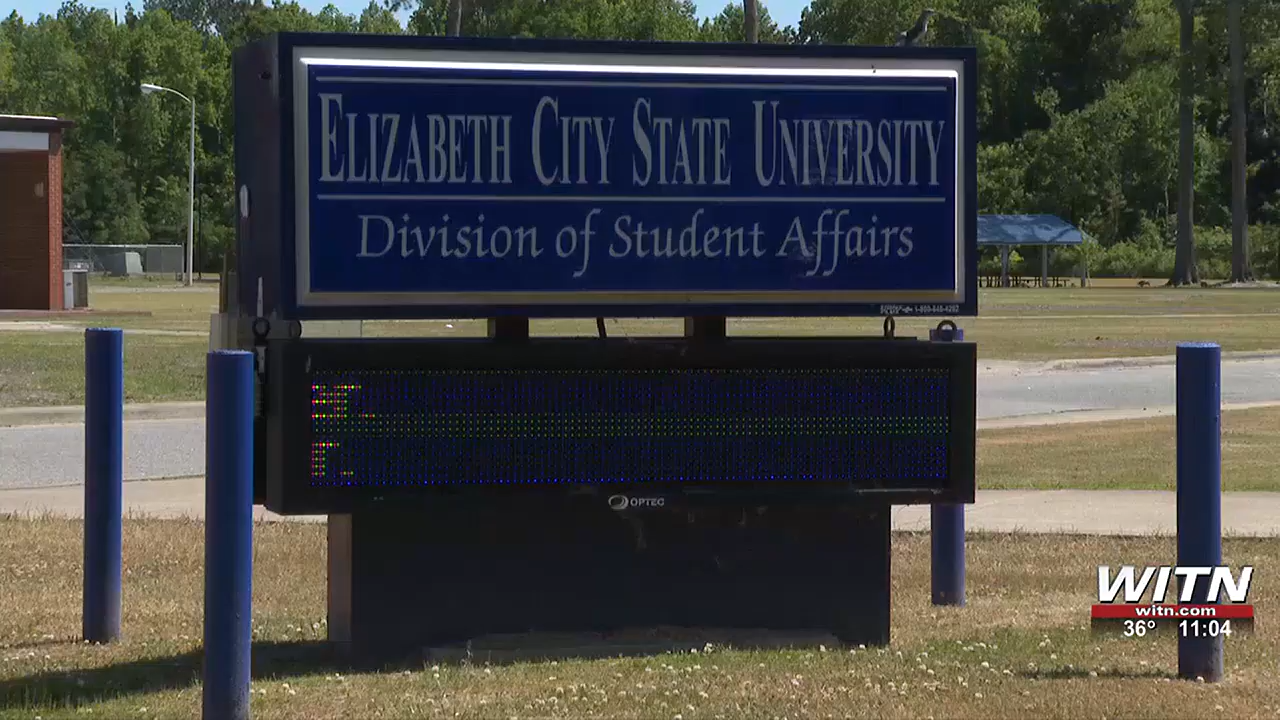 ELIZABETH CITY STATE UNIVERSITY
Division of Student Affairs
OPTEC
WITN
witn.com
36° 11:04